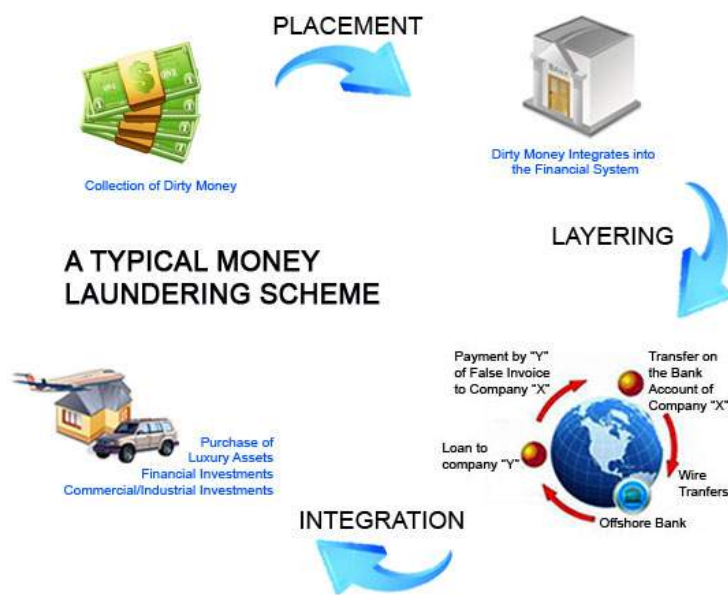 PLACEMENT
Collection of Dirty Money
BANK
Dirty Money Integrates into
the Financial System
LAYERING
A TYPICAL MONEY
LAUNDERING SCHEME
Payment by "Y"
of False Invoice
to Company "X"
Transfer on
the Bank
Account of
Company "X"
Loan to
company "Y"
Wire
Tranfers
Offshore Bank
Purchase of
Luxury Assets
Financial Investments
Commercial/Industrial Investments
INTEGRATION